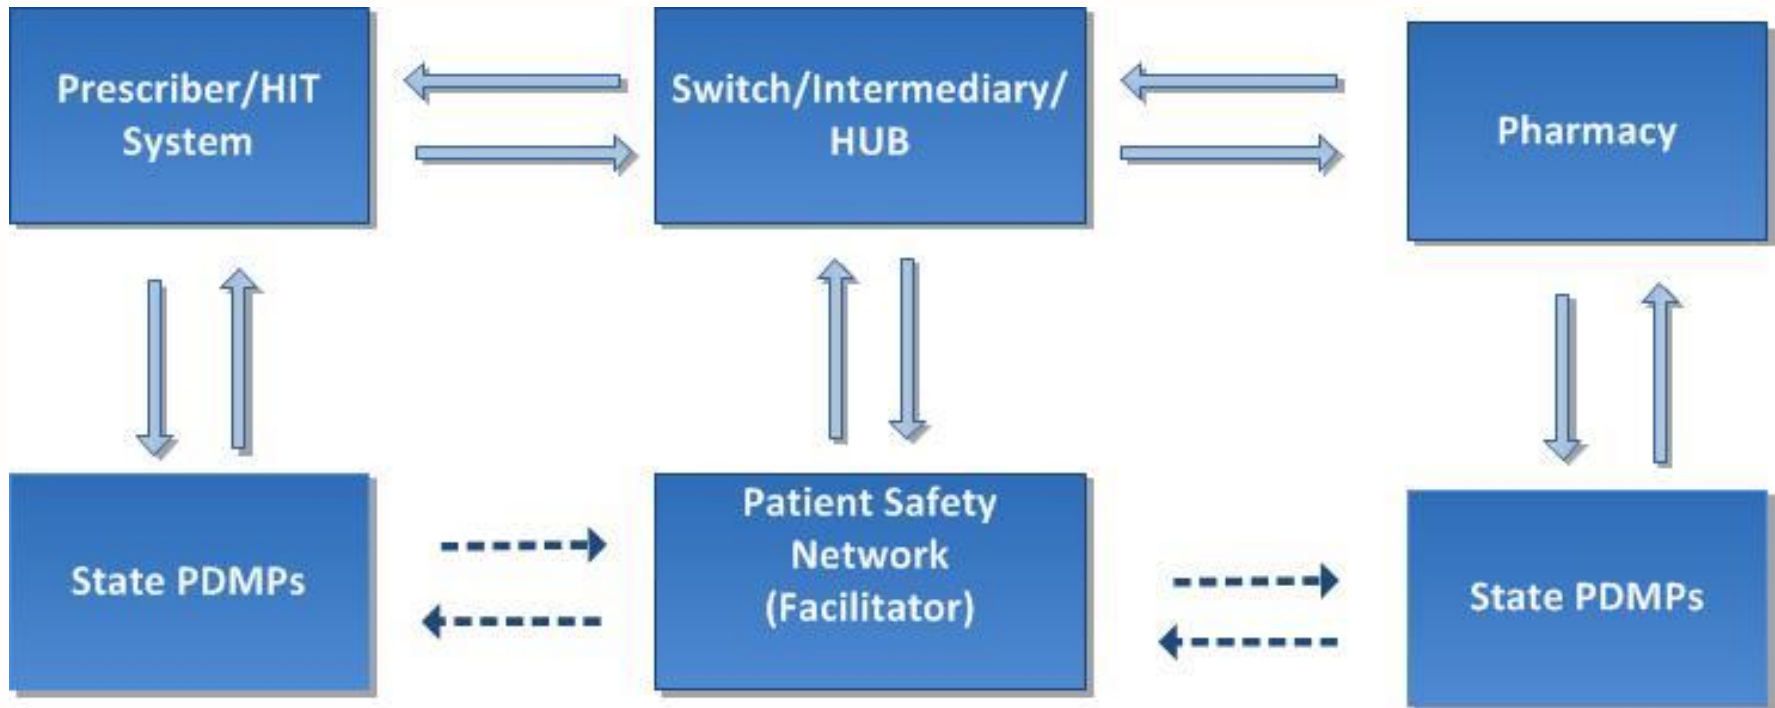 Prescriber/HIT
System
Switch/Intermediary/
HUB
Pharmacy
State PDMPs
Patient Safety
Network
(Facilitator)
State PDMPs